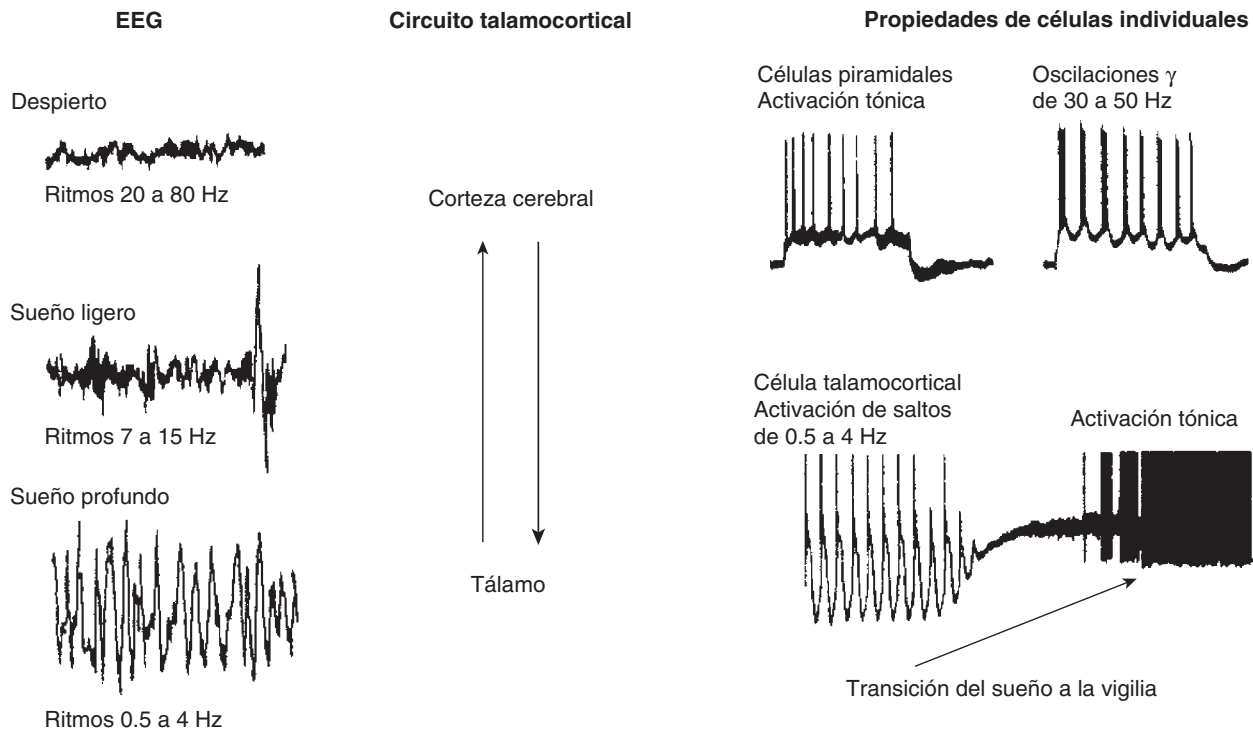 EEG
Circuito talamocortical
Propiedades de células individuales
Despierto
Ritmos 20 a 80 Hz
Sueño ligero
Ritmos 7 a 15 Hz
Sueño profundo
Ritmos 0.5 a 4 Hz
Corteza cerebral
Tálamo
Células piramidales
Activación tónica
Oscilaciones γ
de 30 a 50 Hz
Célula talamocortical
Activación de saltos
de 0.5 a 4 Hz
Activación tónica
Transición del sueño a la vigilia